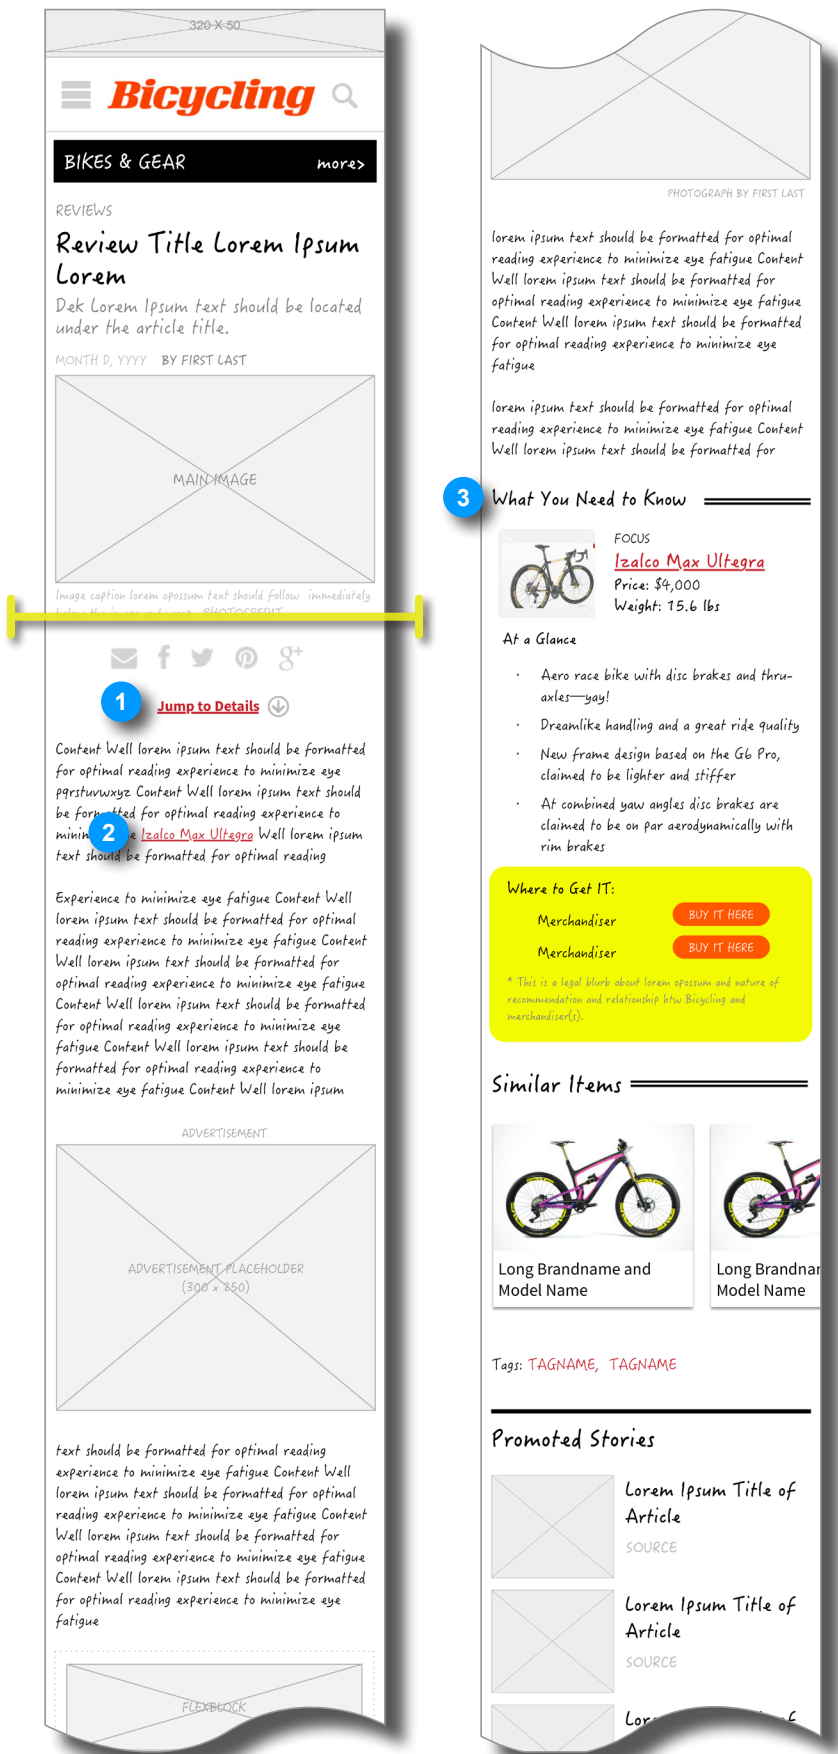 320 X 50
Bicycling
BIKES & GEAR more>
REVIEWS
Review Title Lorem Ipsum
Lorem
Dek Lorem Ipsum text should be located
under the article title.
MONTH D, YYYY BY FIRST LAST
MAIN IMAGE
Image caption lorem opossum text should follow immediately
PHOTOCREDIT
1
Jump to Details
Content Well lorem ipsum text should be formatted
for optimal reading experience to minimize eye
pqrstuvwxyz Content Well lorem ipsum text should
be formatted for optimal reading experience to
2
Izalco Max Ultegra Well lorem ipsum
text should be formatted for optimal reading
Experience to minimize eye fatigue Content Well
lorem ipsum text should be formatted for optimal
reading experience to minimize eye fatigue Content
Well lorem ipsum text should be formatted for
optimal reading experience to minimize eye fatigue
Content Well lorem ipsum text should be formatted
for optimal reading experience to minimize eye
fatigue Content Well lorem ipsum text should be
formatted for optimal reading experience to
minimize eye fatigue Content Well lorem ipsum
ADVERTISEMENT
ADVERTISEMENT PLACEHOLDER
(300 x 250)
text should be formatted for optimal reading
experience to minimize eye fatigue Content Well
lorem ipsum text should be formatted for optimal
reading experience to minimize eye fatigue Content
Well lorem ipsum text should be formatted for
optimal reading experience to minimize eye fatigue
Content Well lorem ipsum text should be formatted
for optimal reading experience to minimize eye
fatigue
FLEXBLOCK
PHOTOGRAPH BY FIRST LAST
lorem ipsum text should be formatted for optimal
reading experience to minimize eye fatigue Content
Well lorem ipsum text should be formatted for
optimal reading experience to minimize eye fatigue
Content Well lorem ipsum text should be formatted
for optimal reading experience to minimize eye
fatigue
lorem ipsum text should be formatted for optimal
reading experience to minimize eye fatigue Content
Well lorem ipsum text should be formatted for
3
What You Need to Know
FOCUS
Izalco Max Ultegra
Price: $4,000
Weight: 15.6 lbs
At a Glance
· Aero race bike with disc brakes and thru-
axles—yay!
· Dreamlike handling and a great ride quality
· New frame design based on the G6 Pro,
claimed to be lighter and stiffer
· At combined yaw angles disc brakes are
claimed to be on par aerodynamically with
rim brakes
Where to Get IT:
Merchandiser BUY IT HERE
Merchandiser BUY IT HERE
* This is a legal blurb about lorem opossum and nature of
recommendation and relationship btw Bicycling and
merchandiser(s).
Similar Items
Long Brandname and
Model Name
Long Brandnar
Model Name
Tags: TAGNAME, TAGNAME
Promoted Stories
Lorem Ipsum Title of
Article
SOURCE
Lorem Ipsum Title of
Article
SOURCE